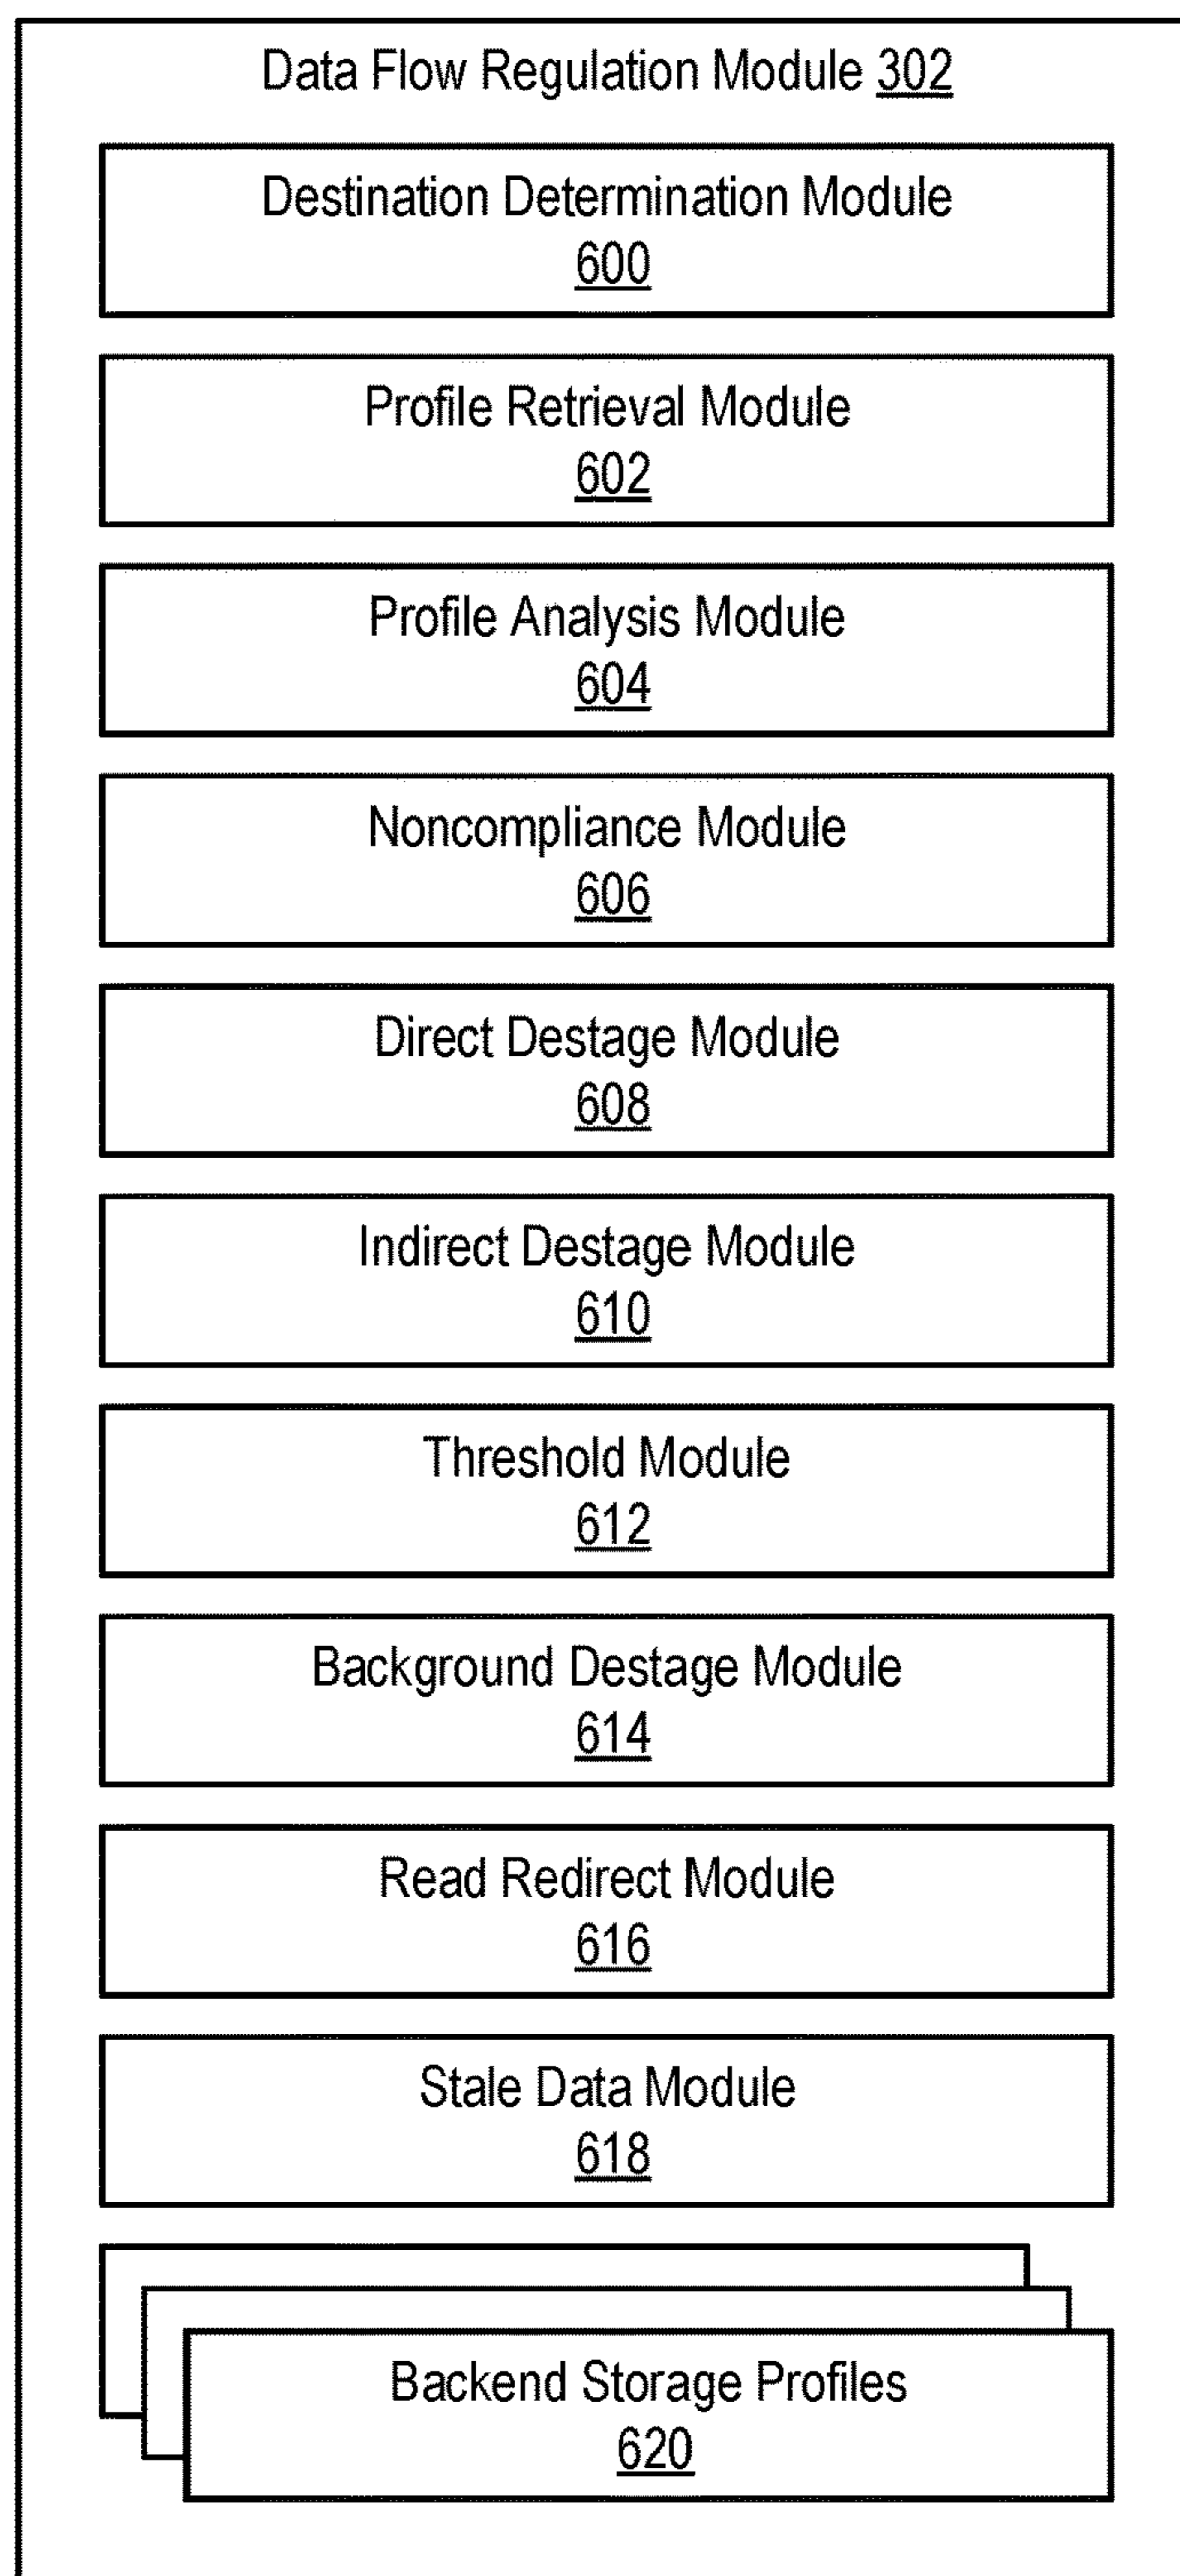 Data Flow Regulation Module 302
Destination Determination Module
600
Profile Retrieval Module
602
Profile Analysis Module
604
Noncompliance Module
606
Direct Destage Module
608
Indirect Destage Module
610
Threshold Module
612
Background Destage Module
614
Read Redirect Module
616
Stale Data Module
618
Backend Storage Profiles
620